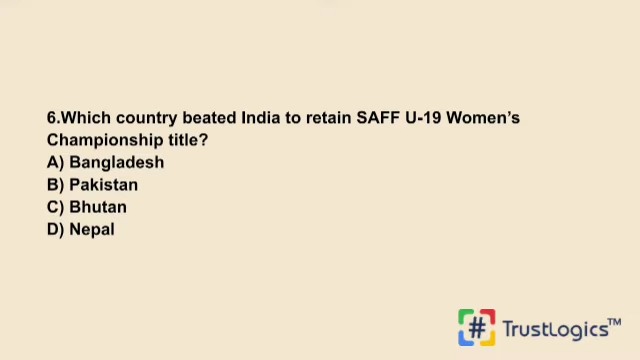 6.Which country beated India to retain SAFF U-19 Women’s
Championship title?
A) Bangladesh
B) Pakistan
C) Bhutan
D) Nepal
# TrustLogics™